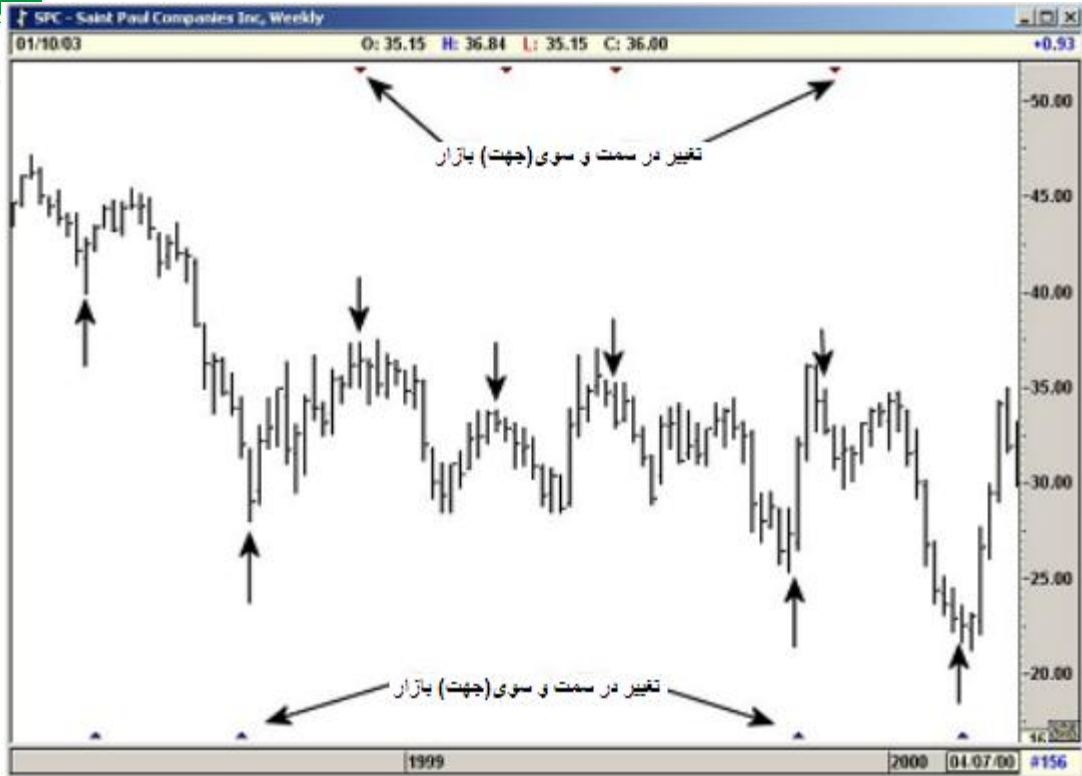 SPC - Saint Paul Companies Inc, Weekly
01/10/03 O: 35.15 H: 36.84 L: 35.15 C: 36.00 +0.93
50.00
تغییر در سمت و سوی(جهت) بازار
45.00
40.00
35.00
30.00
25.00
20.00
تغییر در سمت و سوی(جهت) بازار
1999 2000 04/07/00 #156